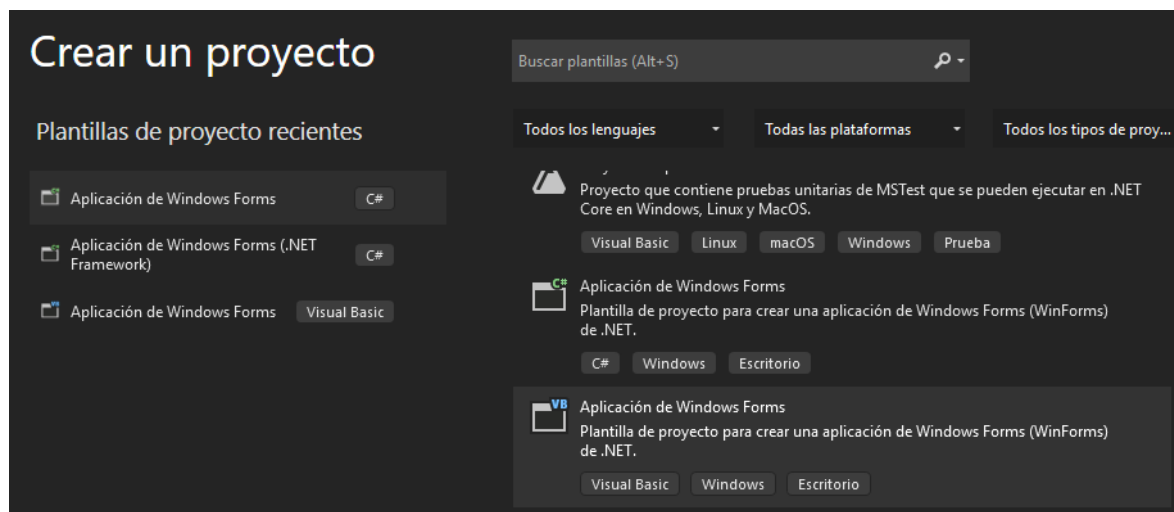 Crear un proyecto
Buscar plantillas (Alt+S)
Plantillas de proyecto recientes
Todos los lenguajes
Todas las plataformas
Todos los tipos de proy...
Aplicación de Windows Forms
C#
Aplicación de Windows Forms (.NET
Framework)
C#
Aplicación de Windows Forms
Visual Basic
Proyecto que contiene pruebas unitarias de MSTest que se pueden ejecutar en .NET
Core en Windows, Linux y MacOS.
Visual Basic Linux macOS Windows Prueba
C#
Aplicación de Windows Forms
Plantilla de proyecto para crear una aplicación de Windows Forms (WinForms)
de .NET.
C# Windows Escritorio
VB
Aplicación de Windows Forms
Plantilla de proyecto para crear una aplicación de Windows Forms (WinForms)
de .NET.
Visual Basic Windows Escritorio